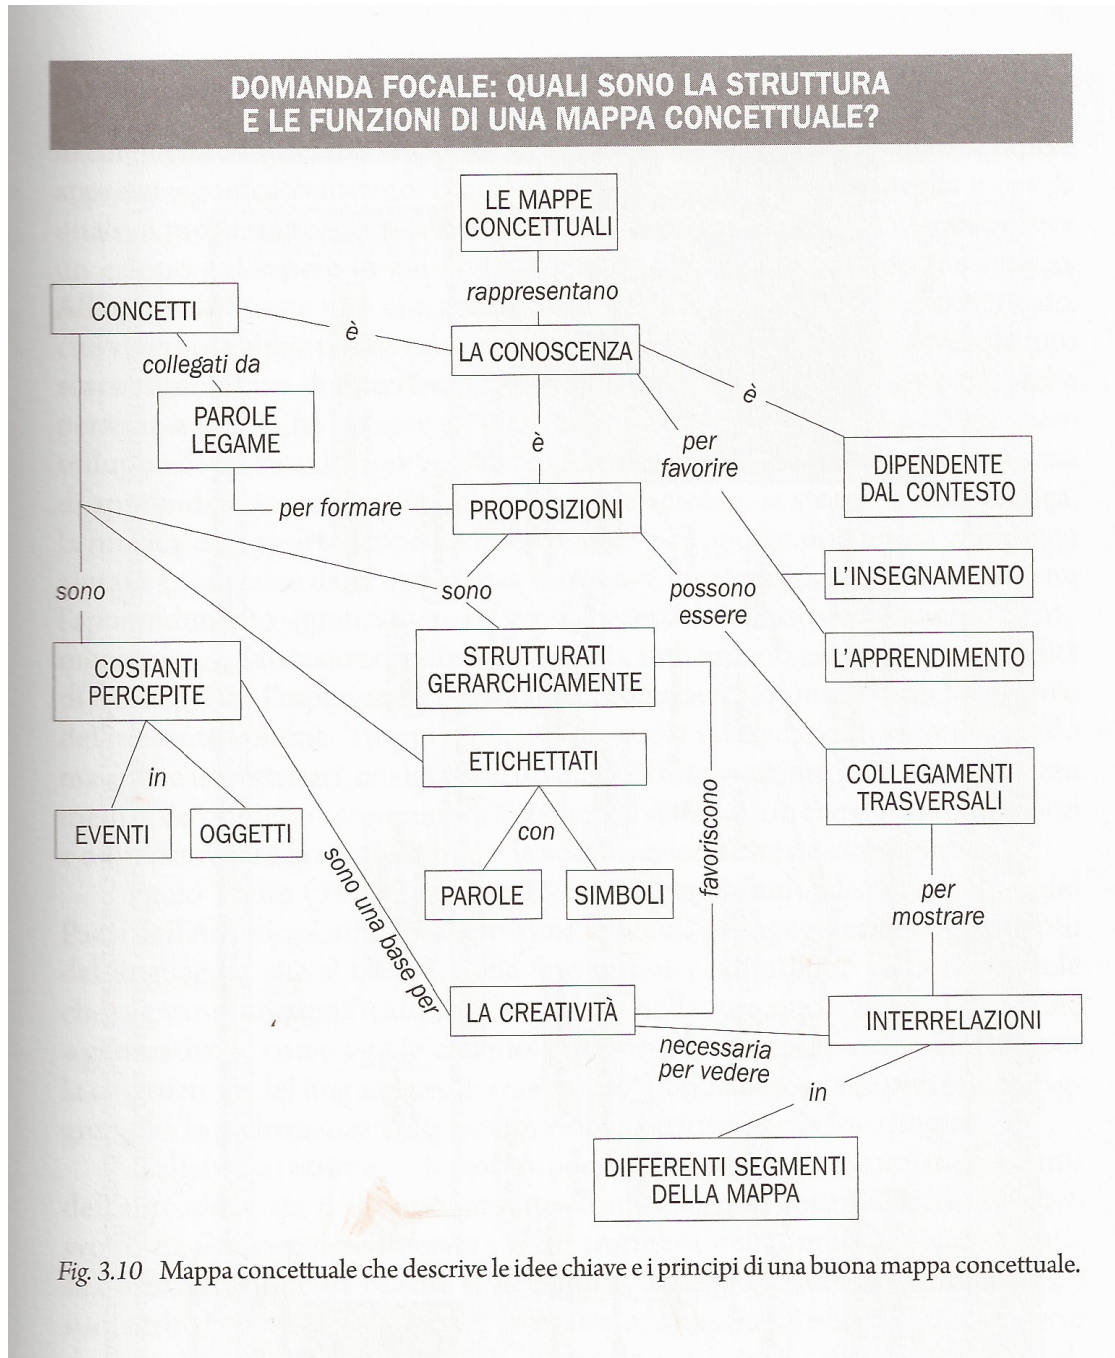 DOMANDA FOCALE: QUALI SONO LA STRUTTURA
E LE FUNZIONI DI UNA MAPPA CONCETTUALE?
LE MAPPE
CONCETTUALI
rappresentano
CONCETTI
è
LA CONOSCENZA
collegati da
PAROLE
LEGAME
è
per
favorire
è
DIPENDENTE
DAL CONTESTO
per formare
PROPOSIZIONI
sono
sono
possono
essere
L'INSEGNAMENTO
L'APPRENDIMENTO
COSTANTI
PERCEPITE
STRUTTURATI
GERARCHICAMENTE
in
EVENTI
OGGETTI
ETICHETTATI
con
PAROLE
SIMBOLI
favoriscono
COLLEGAMENTI
TRASVERSALI
per
mostrare
sono una base per
LA CREATIVITÀ
necessaria
per vedere
INTERRELAZIONI
in
DIFFERENTI SEGMENTI
DELLA MAPPA
Fig. 3.10 Mappa concettuale che descrive le idee chiave e i principi di una buona mappa concettuale.